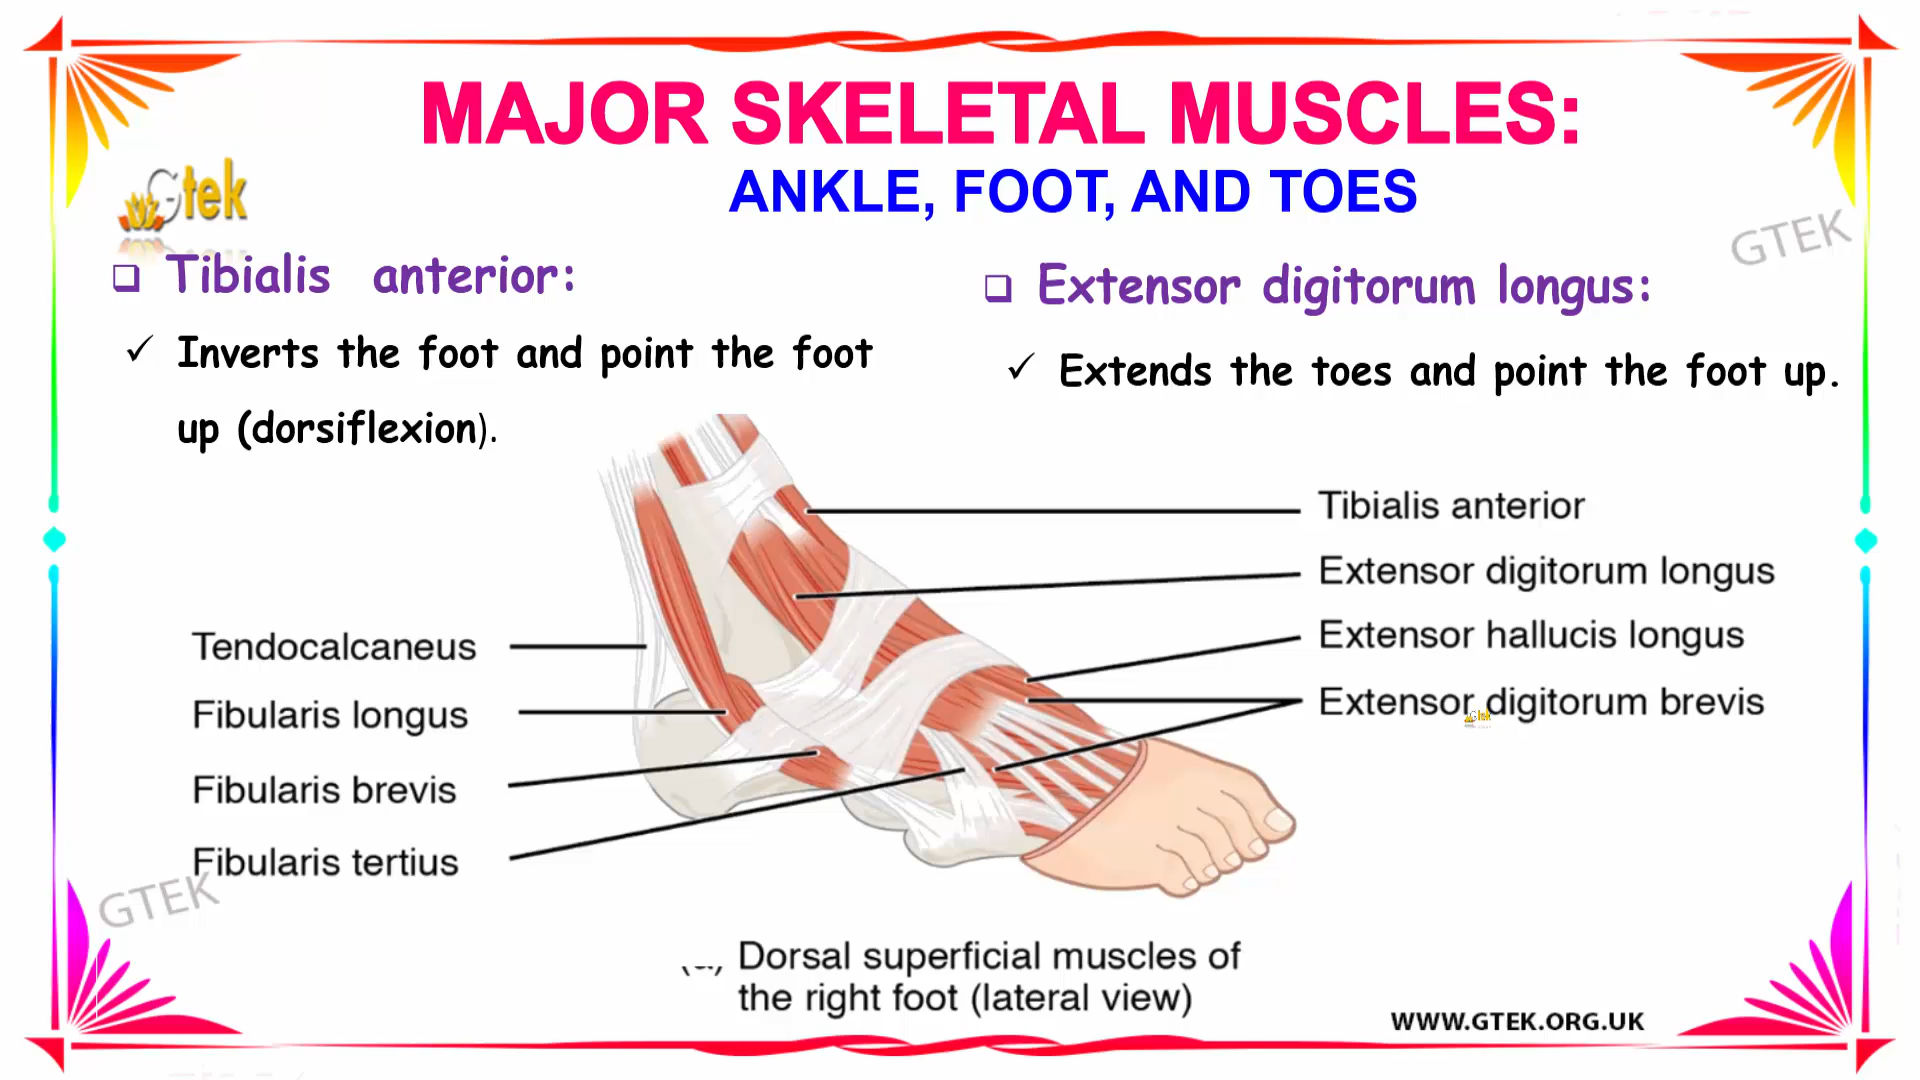 MAJOR SKELETAL MUSCLES:
ANKLE, FOOT, AND TOES
Gtek
GTEK
❑ Tibialis anterior:
✓ Inverts the foot and point the foot
up (dorsiflexion).
❑ Extensor digitorum longus:
✓ Extends the toes and point the foot up.
Tibialis anterior
Extensor digitorum longus
Extensor hallucis longus
Extensor digitorum brevis
Gtek
Tendocalcaneus
Fibularis longus
Fibularis brevis
Fibularis tertius
GTEK
Dorsal superficial muscles of
the right foot (lateral view)
WWW.GTEK.ORG.UK